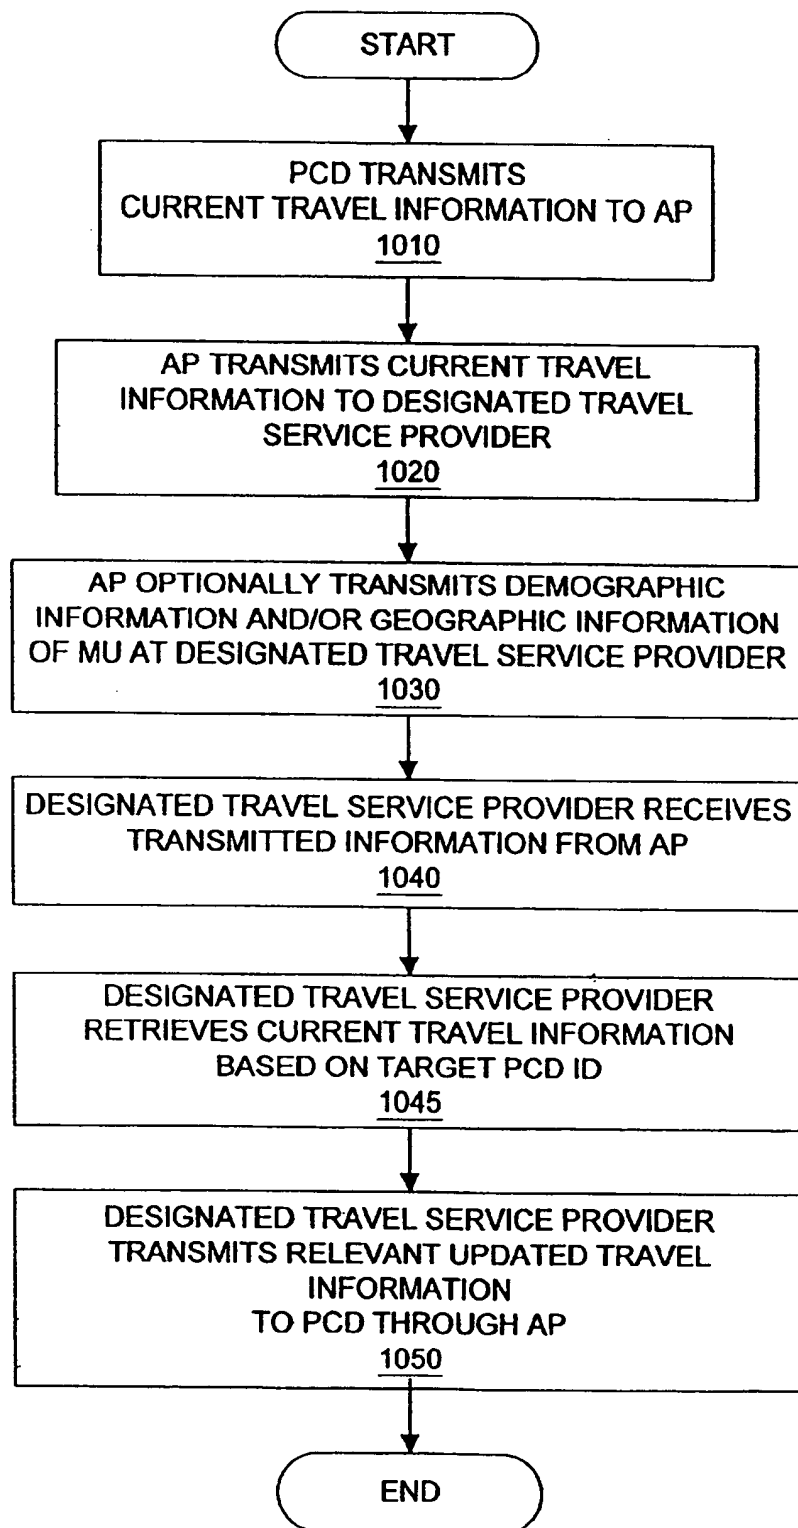 START
PCD TRANSMITS
CURRENT TRAVEL INFORMATION TO AP
1010
AP TRANSMITS CURRENT TRAVEL
INFORMATION TO DESIGNATED TRAVEL
SERVICE PROVIDER
1020
AP OPTIONALLY TRANSMITS DEMOGRAPHIC
INFORMATION AND/OR GEOGRAPHIC INFORMATION
OF MU AT DESIGNATED TRAVEL SERVICE PROVIDER
1030
DESIGNATED TRAVEL SERVICE PROVIDER RECEIVES
TRANSMITTED INFORMATION FROM AP
1040
DESIGNATED TRAVEL SERVICE PROVIDER
RETRIEVES CURRENT TRAVEL INFORMATION
BASED ON TARGET PCD ID
1045
DESIGNATED TRAVEL SERVICE PROVIDER
TRANSMITS RELEVANT UPDATED TRAVEL
INFORMATION
TO PCD THROUGH AP
1050
END